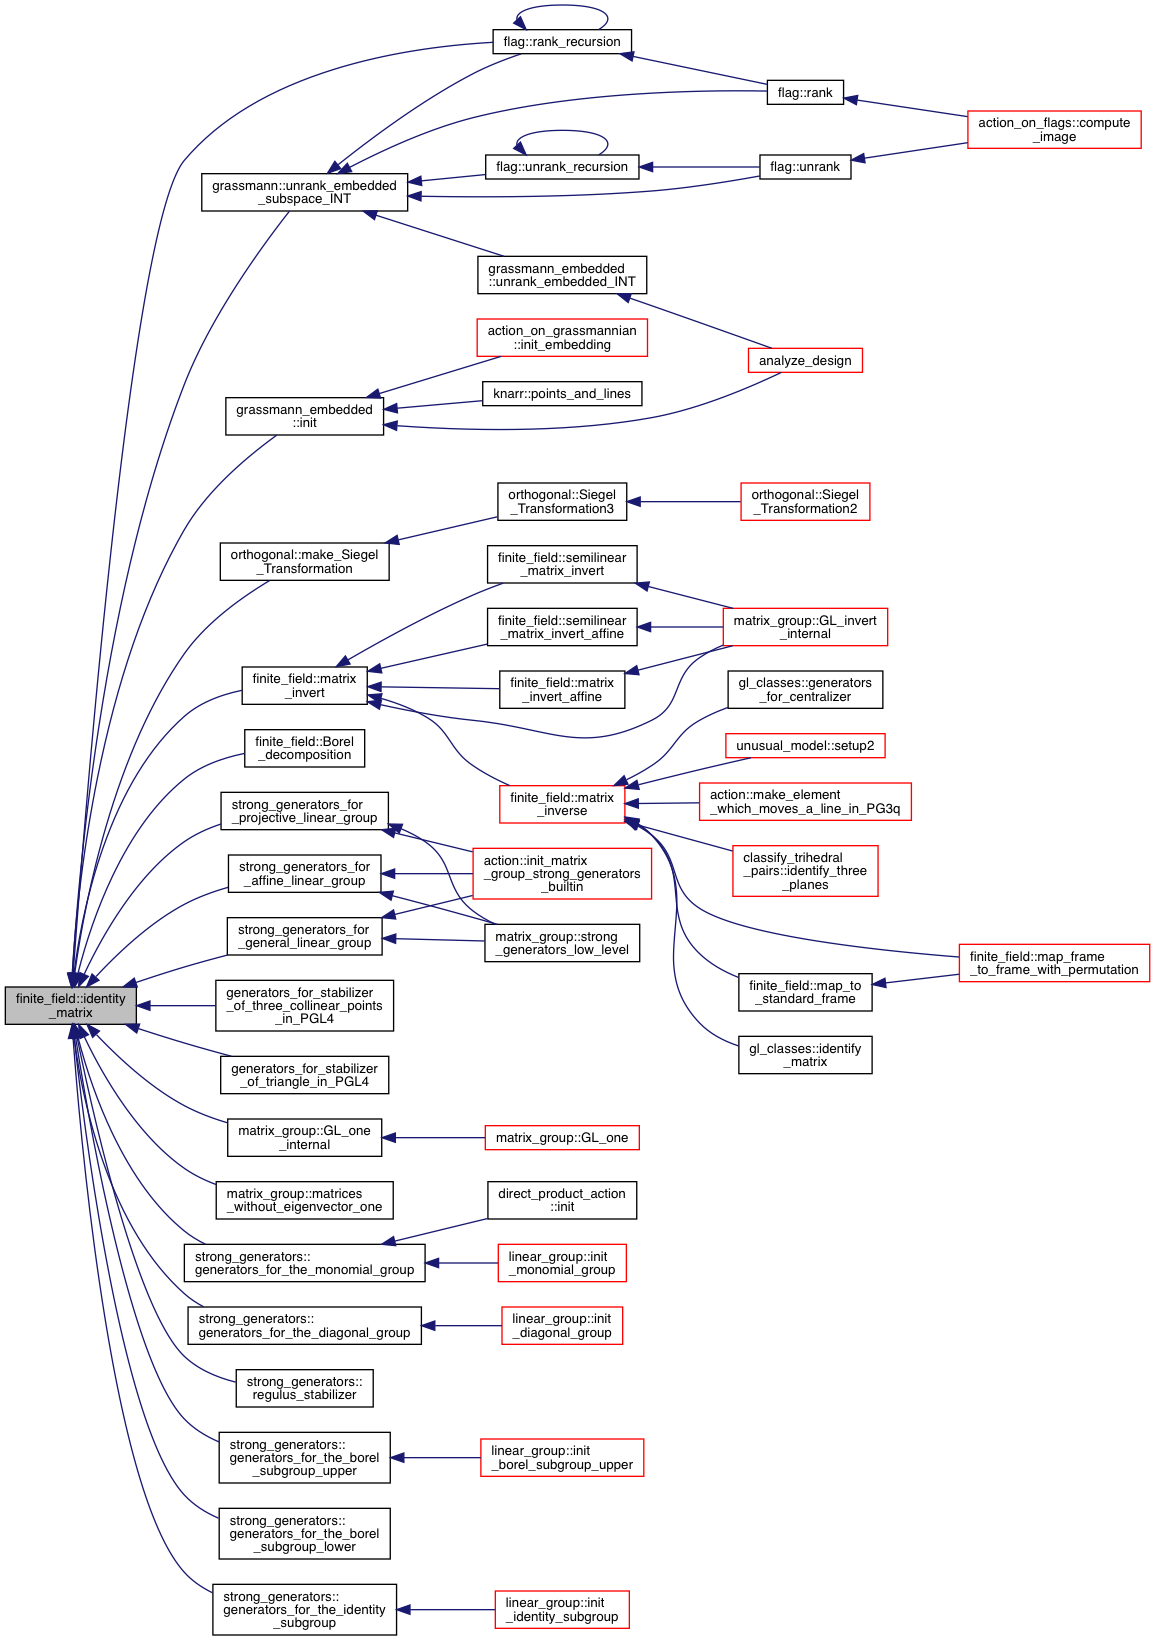 flag::rank_recursion
flag::rank
action_on_flags::compute
_image
flag::unrank_recursion
flag::unrank
grassmann::unrank_embedded
_subspace_INT
grassmann_embedded
::unrank_embedded_INT
action_on_grassmannian
::init_embedding
analyze_design
knarr::points_and_lines
grassmann_embedded
::init
orthogonal::Siegel
_Transformation3
orthogonal::Siegel
_Transformation2
orthogonal::make_Siegel
_Transformation
finite_field::semilinear
_matrix_invert
finite_field::semilinear
_matrix_invert_affine
matrix_group::GL_invert
_internal
finite_field::matrix
_invert
finite_field::matrix
_invert_affine
gl_classes::generators
_for_centralizer
finite_field::Borel
_decomposition
unusual_model::setup2
finite_field::matrix
_inverse
action::make_element
_which_moves_a_line_in_PG3q
strong_generators_for
_projective_linear_group
action::init_matrix
_group_strong_generators
_builtin
classify_trihedral
_pairs::identify_three
_planes
strong_generators_for
_affine_linear_group
strong_generators_for
_general_linear_group
matrix_group::strong
_generators_low_level
finite_field::map_frame
_to_frame_with_permutation
finite_field::identity
_matrix
generators_for_stabilizer
_of_three_collinear_points
_in_PGL4
finite_field::map_to
_standard_frame
gl_classes::identify
_matrix
generators_for_stabilizer
_of_triangle_in_PGL4
matrix_group::GL_one
_internal
matrix_group::GL_one
matrix_group::matrices
_without_eigenvector_one
direct_product_action
::init
strong_generators::
generators_for_the_monomial_group
linear_group::init
_monomial_group
strong_generators::
generators_for_the_diagonal_group
linear_group::init
_diagonal_group
strong_generators::
regulus_stabilizer
strong_generators::
generators_for_the_borel
_subgroup_upper
linear_group::init
_borel_subgroup_upper
strong_generators::
generators_for_the_borel
_subgroup_lower
strong_generators::
generators_for_the_identity
_subgroup
linear_group::init
_identity_subgroup